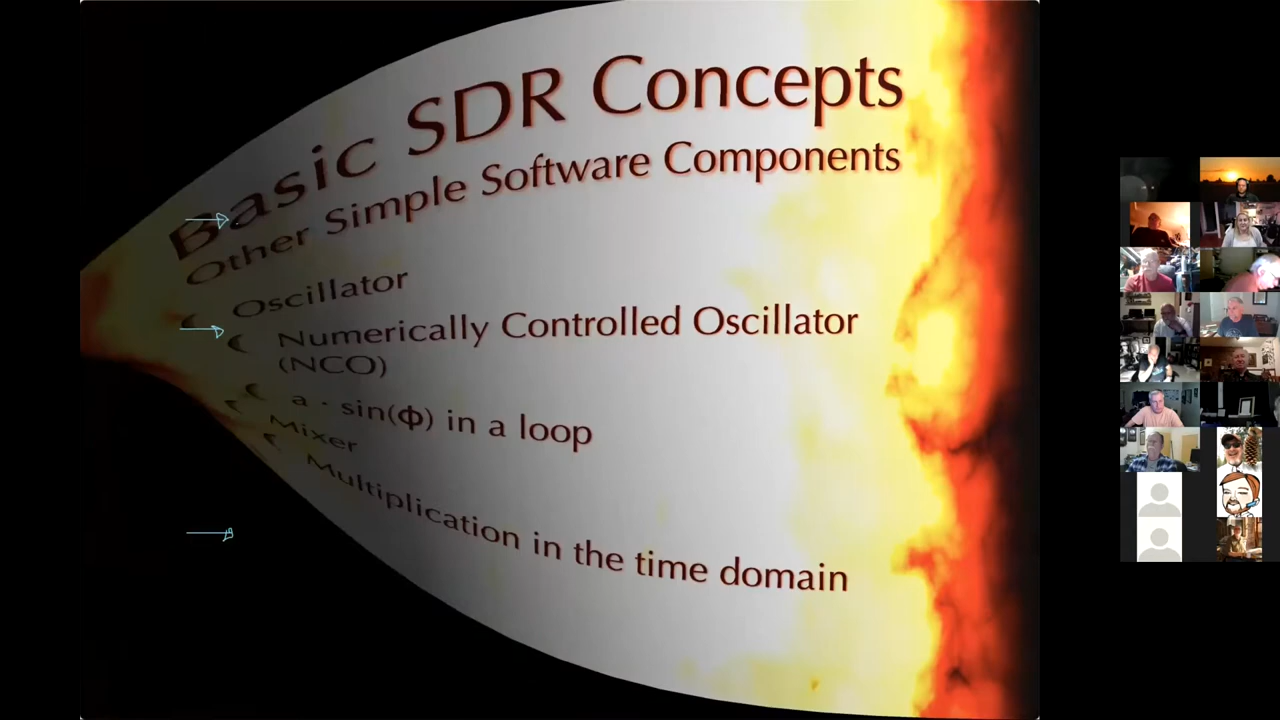 Basic SDR Concepts
Other Simple Software Components
Oscillator
Numerically Controlled Oscillator
(NCO)
a · sin(ϕ) in a loop
Mixer
Multiplication in the time domain